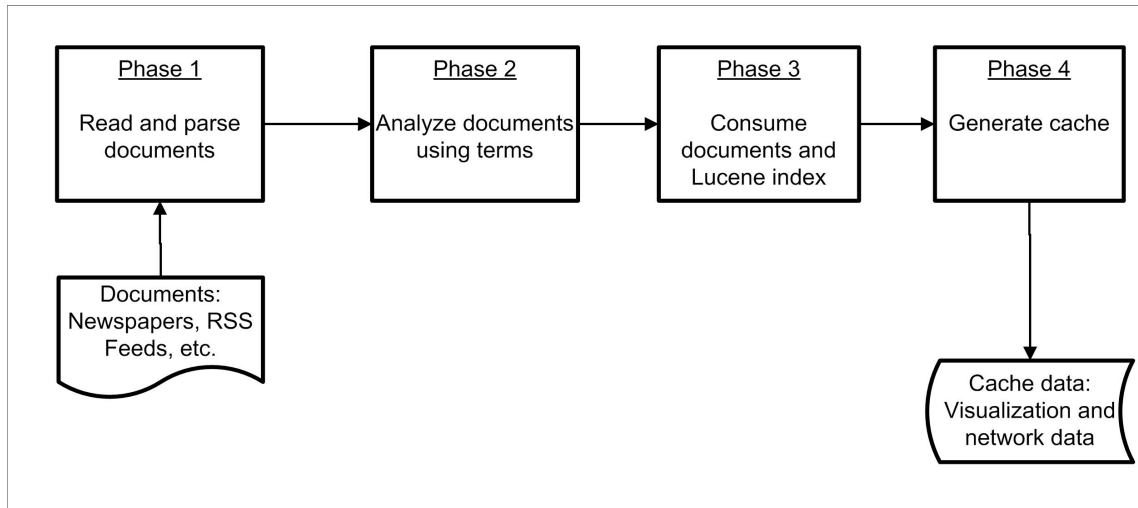 Phase 1
Read and parse
documents
Phase 2
Analyze documents
using terms
Phase 3
Consume
documents and
Lucene index
Phase 4
Generate cache
Documents:
Newspapers, RSS
Feeds, etc.
Cache data:
Visualization and
network data